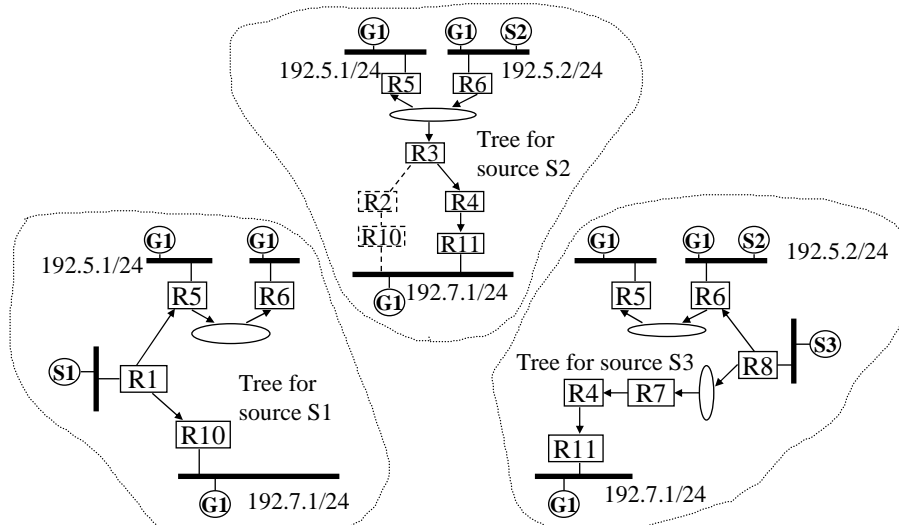 G1
G1
S2
192.5.1/24
192.5.2/24
R5
R6
Tree for
source S2
R3
R2
R4
R10
R11
192.7.1/24
G1
G1
G1
192.5.1/24
R5
R6
S1
R1
Tree for
source S1
R10
192.7.1/24
G1
G1
G1
S2
192.5.2/24
R5
R6
S3
Tree for source S3
R8
R4
R7
R11
192.7.1/24
G1